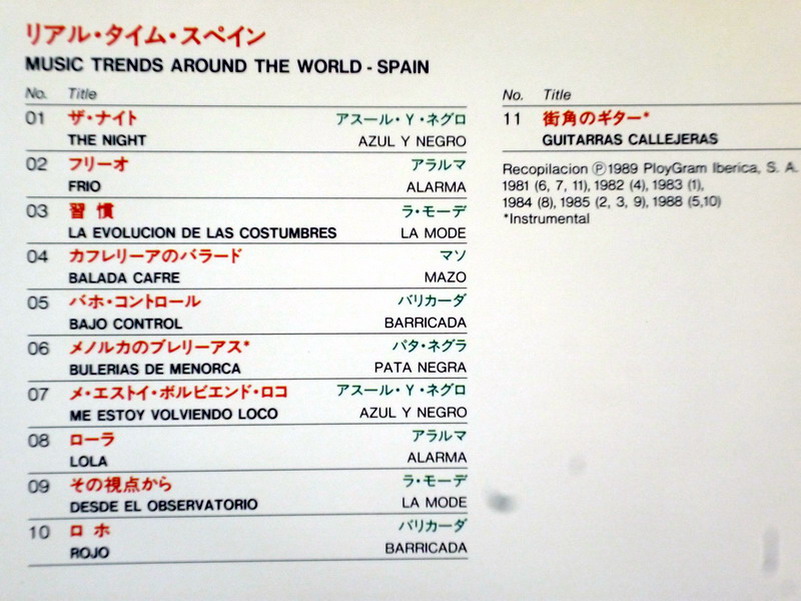 リアル・タイム・スペイン
MUSIC TRENDS AROUND THE WORLD - SPAIN
No. Title
01 ザ・ナイト アスール・Y・ネグロ
THE NIGHT AZUL Y NEGRO
02 フリーオ アラルマ
FRIO ALARMA
03 習慣 ラ・モーデ
LA EVOLUCION DE LAS COSTUMBRES LA MODE
04 カフレリーアのバラード マソ
BALADA CAFRE MAZO
05 バホ・コントロール バリカーダ
BAJO CONTROL BARRICADA
06 メノルカのブレリーアス* パタ・ネグラ
BULERIAS DE MENORCA PATA NEGRA
07 メ・エストイ・ボルビエンド・ロコ アスール・Y・ネグロ
ME ESTOY VOLVIENDO LOCO AZUL Y NEGRO
08 ローラ アラルマ
LOLA ALARMA
09 その視点から ラ・モーデ
DESDE EL OBSERVATORIO LA MODE
10 ロホ バリカーダ
ROJO BARRICADA
No. Title
11 街角のギター*
GUITARRAS CALLEJERAS
Recopilacion Ⓟ1989 PloyGram Iberica, S. A.
1981 (6, 7, 11), 1982 (4), 1983 (1),
1984 (8), 1985 (2, 3, 9), 1988 (5,10)
*Instrumental